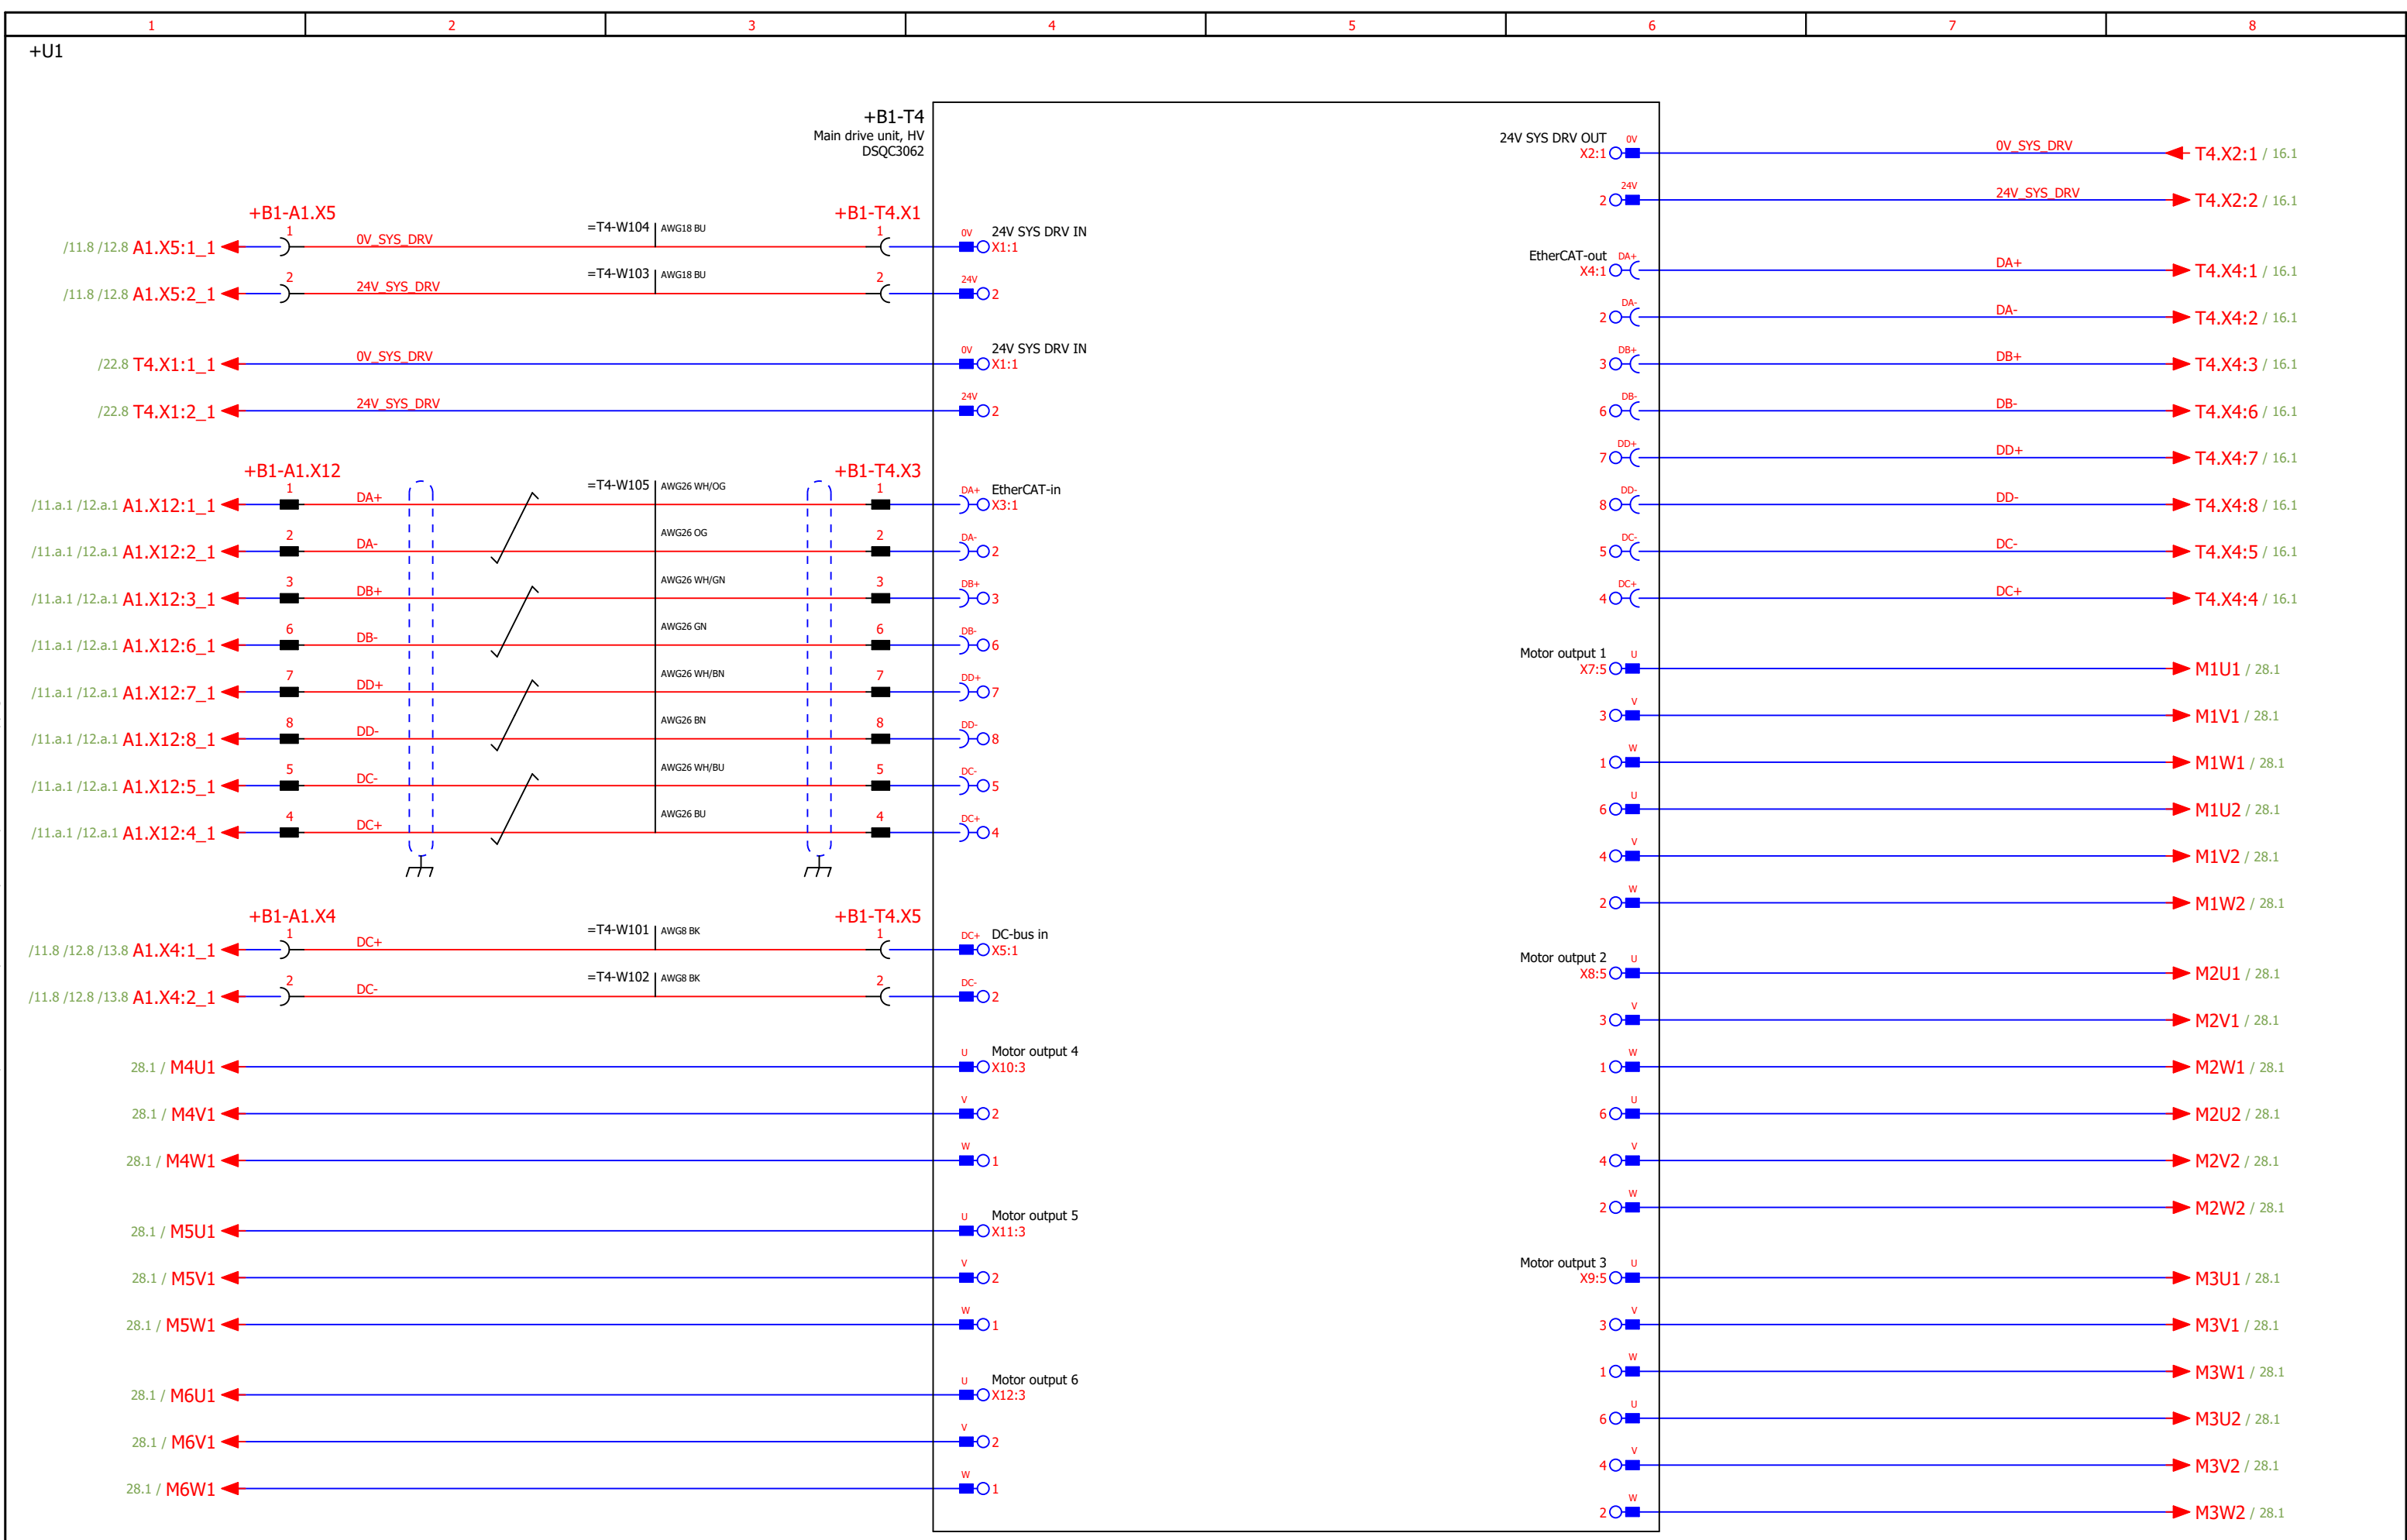 1 2 3 4 5 6 7 8
+U1
+B1-T4
Main drive unit, HV
DSQC3062
+B1-A1.X5 +B1-T4.X1
/11.8 /12.8 A1.X5:1_1 1 0V_SYS_DRV =T4-W104 AWG18 BU 1 0V 24V SYS DRV IN
X1:1
/11.8 /12.8 A1.X5:2_1 2 24V_SYS_DRV =T4-W103 AWG18 BU 2 24V 2
/22.8 T4.X1:1_1 0V_SYS_DRV 0V 24V SYS DRV IN
X1:1
/22.8 T4.X1:2_1 24V_SYS_DRV 24V 2
+B1-A1.X12 +B1-T4.X3
/11.a.1 /12.a.1 A1.X12:1_1 1 DA+ =T4-W105 AWG26 WH/OG 1 DA+ EtherCAT-in
X3:1
/11.a.1 /12.a.1 A1.X12:2_1 2 DA- AWG26 OG 2 DA- 2
/11.a.1 /12.a.1 A1.X12:3_1 3 DB+ AWG26 WH/GN 3 DB+ 3
/11.a.1 /12.a.1 A1.X12:6_1 6 DB- AWG26 GN 6 DB- 6
/11.a.1 /12.a.1 A1.X12:7_1 7 DD+ AWG26 WH/BN 7 DD+ 7
/11.a.1 /12.a.1 A1.X12:8_1 8 DD- AWG26 BN 8 DD- 8
/11.a.1 /12.a.1 A1.X12:5_1 5 DC- AWG26 WH/BU 5 DC- 5
/11.a.1 /12.a.1 A1.X12:4_1 4 DC+ AWG26 BU 4 DC+ 4
+B1-A1.X4 +B1-T4.X5
/11.8 /12.8 /13.8 A1.X4:1_1 1 DC+ =T4-W101 AWG8 BK 1 DC+ DC-bus in
X5:1
/11.8 /12.8 /13.8 A1.X4:2_1 2 DC- =T4-W102 AWG8 BK 2 DC- 2
28.1 / M4U1 U Motor output 4
X10:3
28.1 / M4V1 V 2
28.1 / M4W1 W 1
28.1 / M5U1 U Motor output 5
X11:3
28.1 / M5V1 V 2
28.1 / M5W1 W 1
28.1 / M6U1 U Motor output 6
X12:3
28.1 / M6V1 V 2
28.1 / M6W1 W 1
24V SYS DRV OUT 0V
X2:1 0V_SYS_DRV T4.X2:1 / 16.1
2 24V 24V_SYS_DRV T4.X2:2 / 16.1
EtherCAT-out DA+
X4:1 DA+ T4.X4:1 / 16.1
2 DA- DA- T4.X4:2 / 16.1
3 DB+ DB+ T4.X4:3 / 16.1
6 DB- DB- T4.X4:6 / 16.1
7 DD+ DD+ T4.X4:7 / 16.1
8 DD- DD- T4.X4:8 / 16.1
5 DC- DC- T4.X4:5 / 16.1
4 DC+ DC+ T4.X4:4 / 16.1
Motor output 1 U
X7:5 M1U1 / 28.1
3 V M1V1 / 28.1
1 W M1W1 / 28.1
6 U M1U2 / 28.1
4 V M1V2 / 28.1
2 W M1W2 / 28.1
Motor output 2 U
X8:5 M2U1 / 28.1
3 V M2V1 / 28.1
1 W M2W1 / 28.1
6 U M2U2 / 28.1
4 V M2V2 / 28.1
2 W M2W2 / 28.1
Motor output 3 U
X9:5 M3U1 / 28.1
3 V M3V1 / 28.1
1 W M3W1 / 28.1
6 U M3U2 / 28.1
4 V M3V2 / 28.1
2 W M3W2 / 28.1